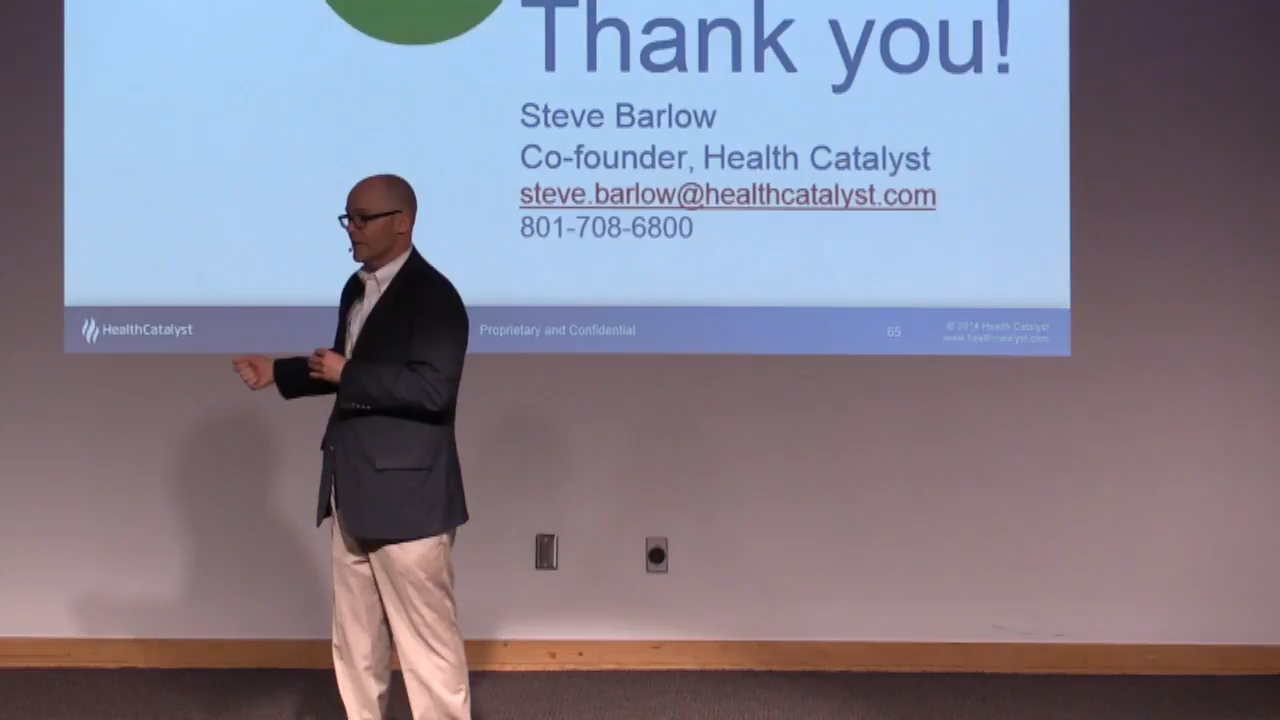 Thank you!
Steve Barlow
Co-founder, Health Catalyst
steve.barlow@healthcatalyst.com
801-708-6800
HealthCatalyst
Proprietary and Confidential
65
© 2014 Health Catalyst
www.healthcatalyst.com